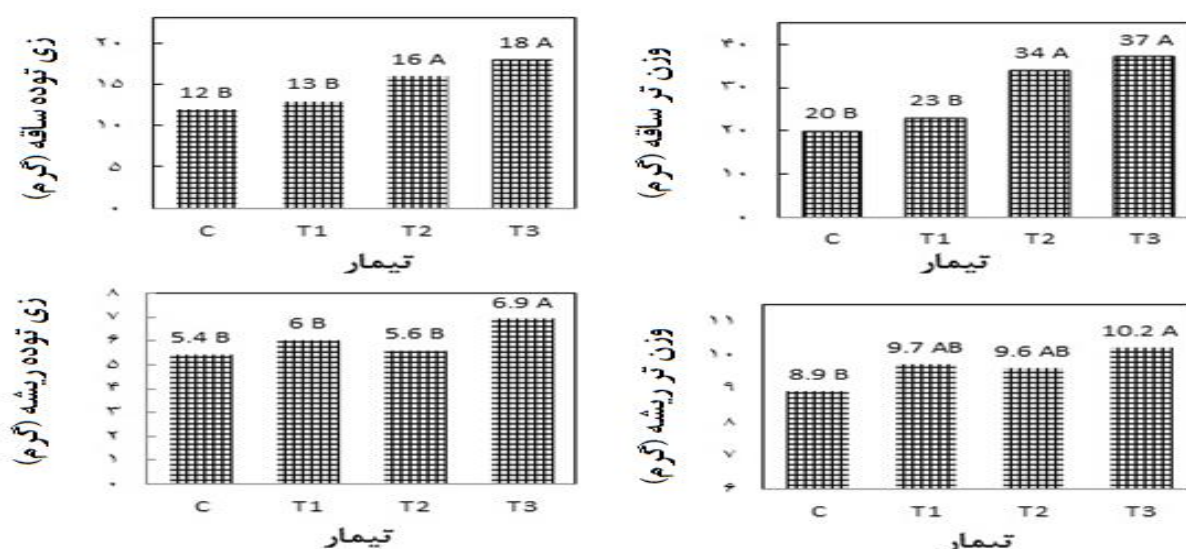 زی توده ساقه (گرم)
۲۰
۱۵
۱۰
۵
۰
12 B
13 B
16 A
18 A
C T1 T2 T3
تیمار
وزن تر ساقه (گرم)
۴۰
۳۰
۲۰
۱۰
۰
20 B
23 B
34 A
37 A
C T1 T2 T3
تیمار
زی توده ریشه (گرم)
۸
۷
۶
۵
۴
۳
۲
۱
۰
5.4 B
6 B
5.6 B
6.9 A
C T1 T2 T3
تیمار
وزن تر ریشه (گرم)
۱۱
۱۰
۹
۸
۷
۶
8.9 B
9.7 AB
9.6 AB
10.2 A
C T1 T2 T3
تیمار